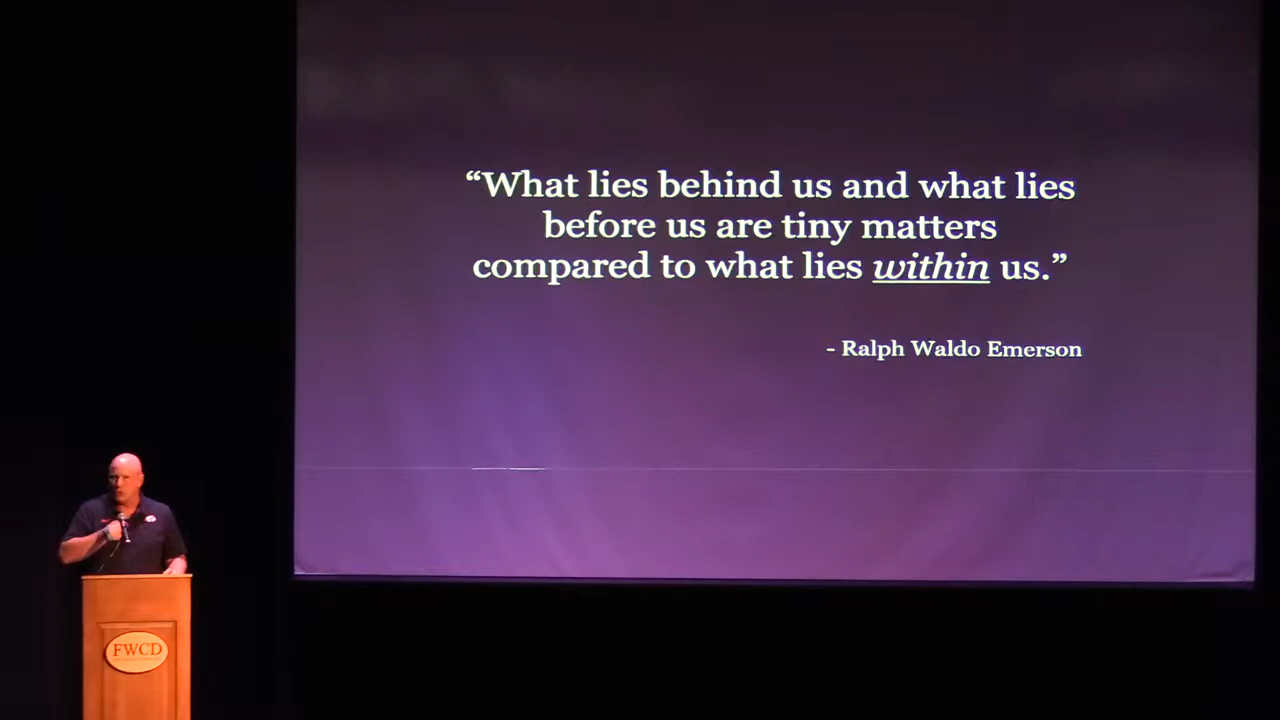 “What lies behind us and what lies
before us are tiny matters
compared to what lies within us.”
- Ralph Waldo Emerson
FWCD